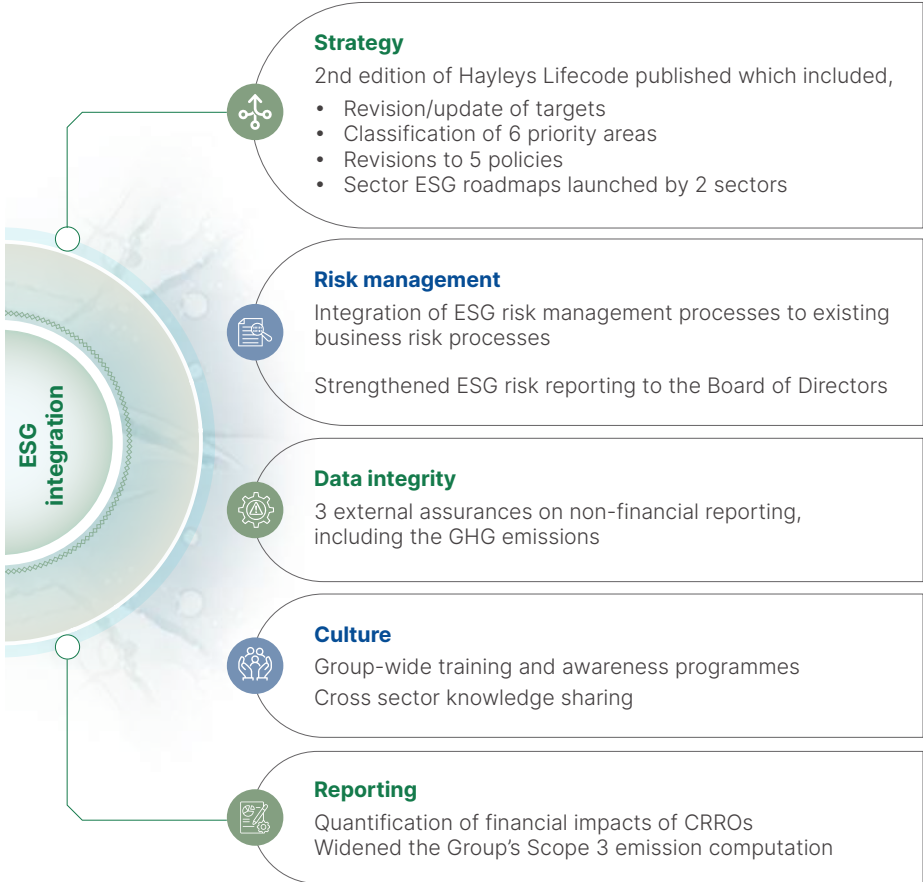 ESG
integration
Strategy
2nd edition of Hayleys Lifecode published which included,
• Revision/update of targets
• Classification of 6 priority areas
• Revisions to 5 policies
• Sector ESG roadmaps launched by 2 sectors
Risk management
Integration of ESG risk management processes to existing
business risk processes
Strengthened ESG risk reporting to the Board of Directors
Data integrity
3 external assurances on non-financial reporting,
including the GHG emissions
Culture
Group-wide training and awareness programmes
Cross sector knowledge sharing
Reporting
Quantification of financial impacts of CRROs
Widened the Group’s Scope 3 emission computation